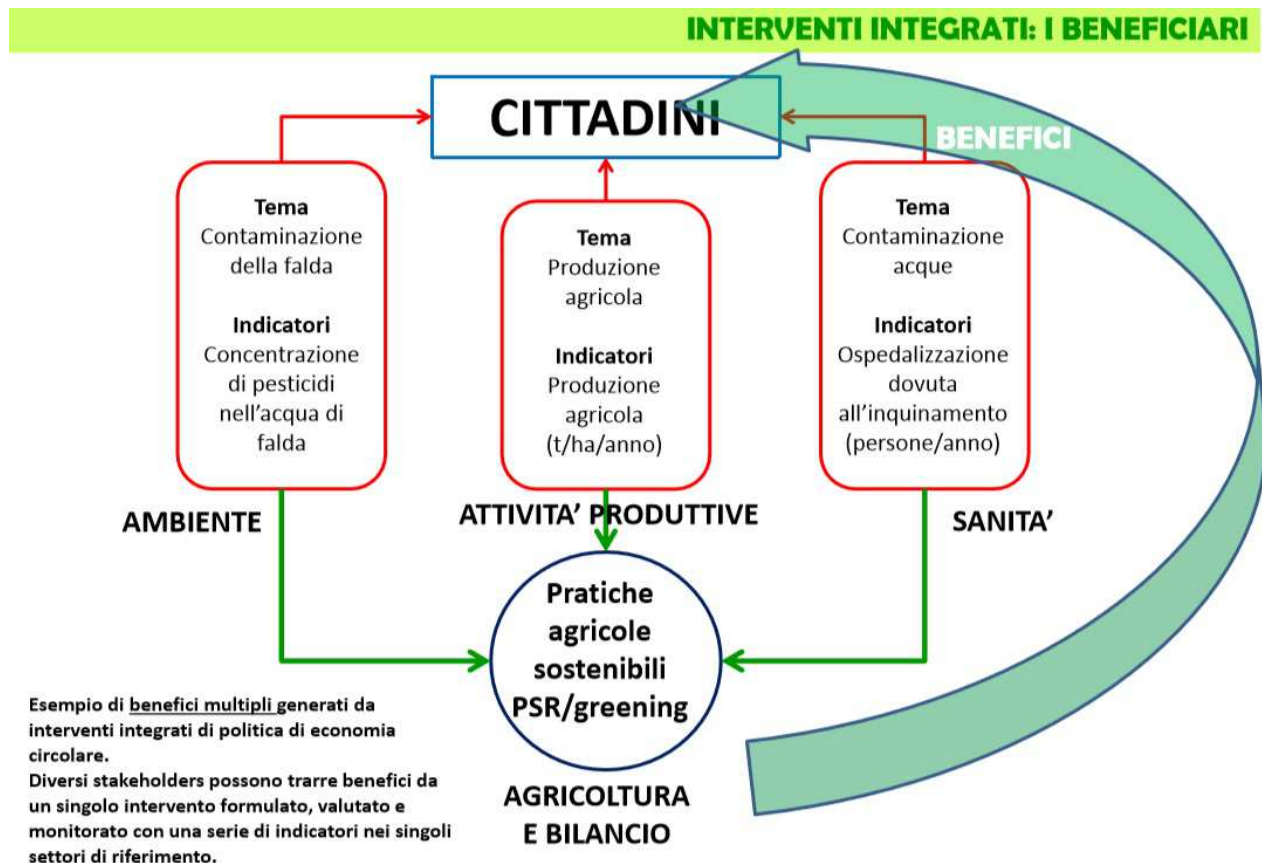 INTERVENTI INTEGRATI: I BENEFICIARI
CITTADINI
BENEFICI
Tema
Contaminazione
della falda
Indicatori
Concentrazione
di pesticidi
nell'acqua di
falda
AMBIENTE
Tema
Produzione
agricola
Indicatori
Produzione
agricola
(t/ha/anno)
ATTIVITA' PRODUTTIVE
Tema
Contaminazione
acque
Indicatori
Ospedalizzazione
dovuta
all'inquinamento
(persone/anno)
SANITA'
Pratiche
agricole
sostenibili
PSR/greening
AGRICOLTURA
E BILANCIO
Esempio di benefici multipli generati da
interventi integrati di politica di economia
circolare.
Diversi stakeholders possono trarre benefici da
un singolo intervento formulato, valutato e
monitorato con una serie di indicatori nei singoli
settori di riferimento.